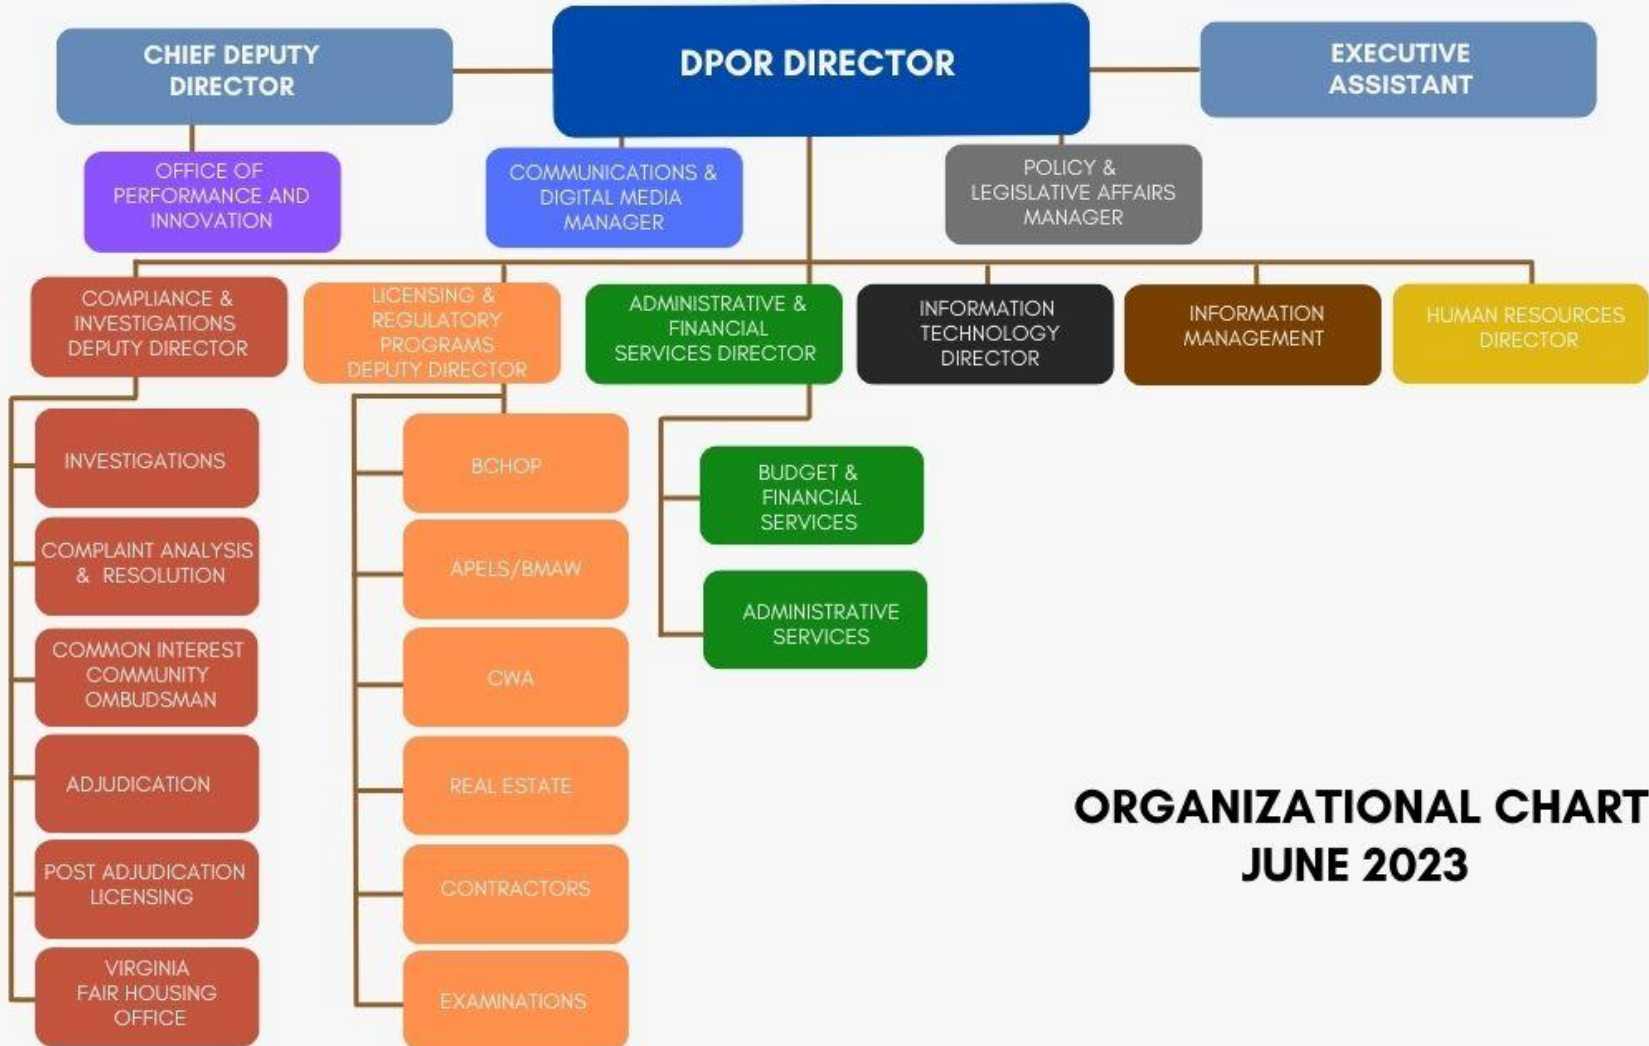 CHIEF DEPUTY
DIRECTOR
DPOR DIRECTOR
EXECUTIVE
ASSISTANT
OFFICE OF
PERFORMANCE AND
INNOVATION
COMMUNICATIONS &
DIGITAL MEDIA
MANAGER
POLICY &
LEGISLATIVE AFFAIRS
MANAGER
COMPLIANCE &
INVESTIGATIONS
DEPUTY DIRECTOR
LICENSING &
REGULATORY
PROGRAMS
DEPUTY DIRECTOR
ADMINISTRATIVE &
FINANCIAL
SERVICES DIRECTOR
INFORMATION
TECHNOLOGY
DIRECTOR
INFORMATION
MANAGEMENT
HUMAN RESOURCES
DIRECTOR
INVESTIGATIONS
COMPLAINT ANALYSIS
& RESOLUTION
COMMON INTEREST
COMMUNITY
OMBUDSMAN
ADJUDICATION
POST ADJUDICATION
LICENSING
VIRGINIA
FAIR HOUSING
OFFICE
BCHOP
APELS/BMAW
CWA
REAL ESTATE
CONTRACTORS
EXAMINATIONS
BUDGET &
FINANCIAL
SERVICES
ADMINISTRATIVE
SERVICES
ORGANIZATIONAL CHART
JUNE 2023